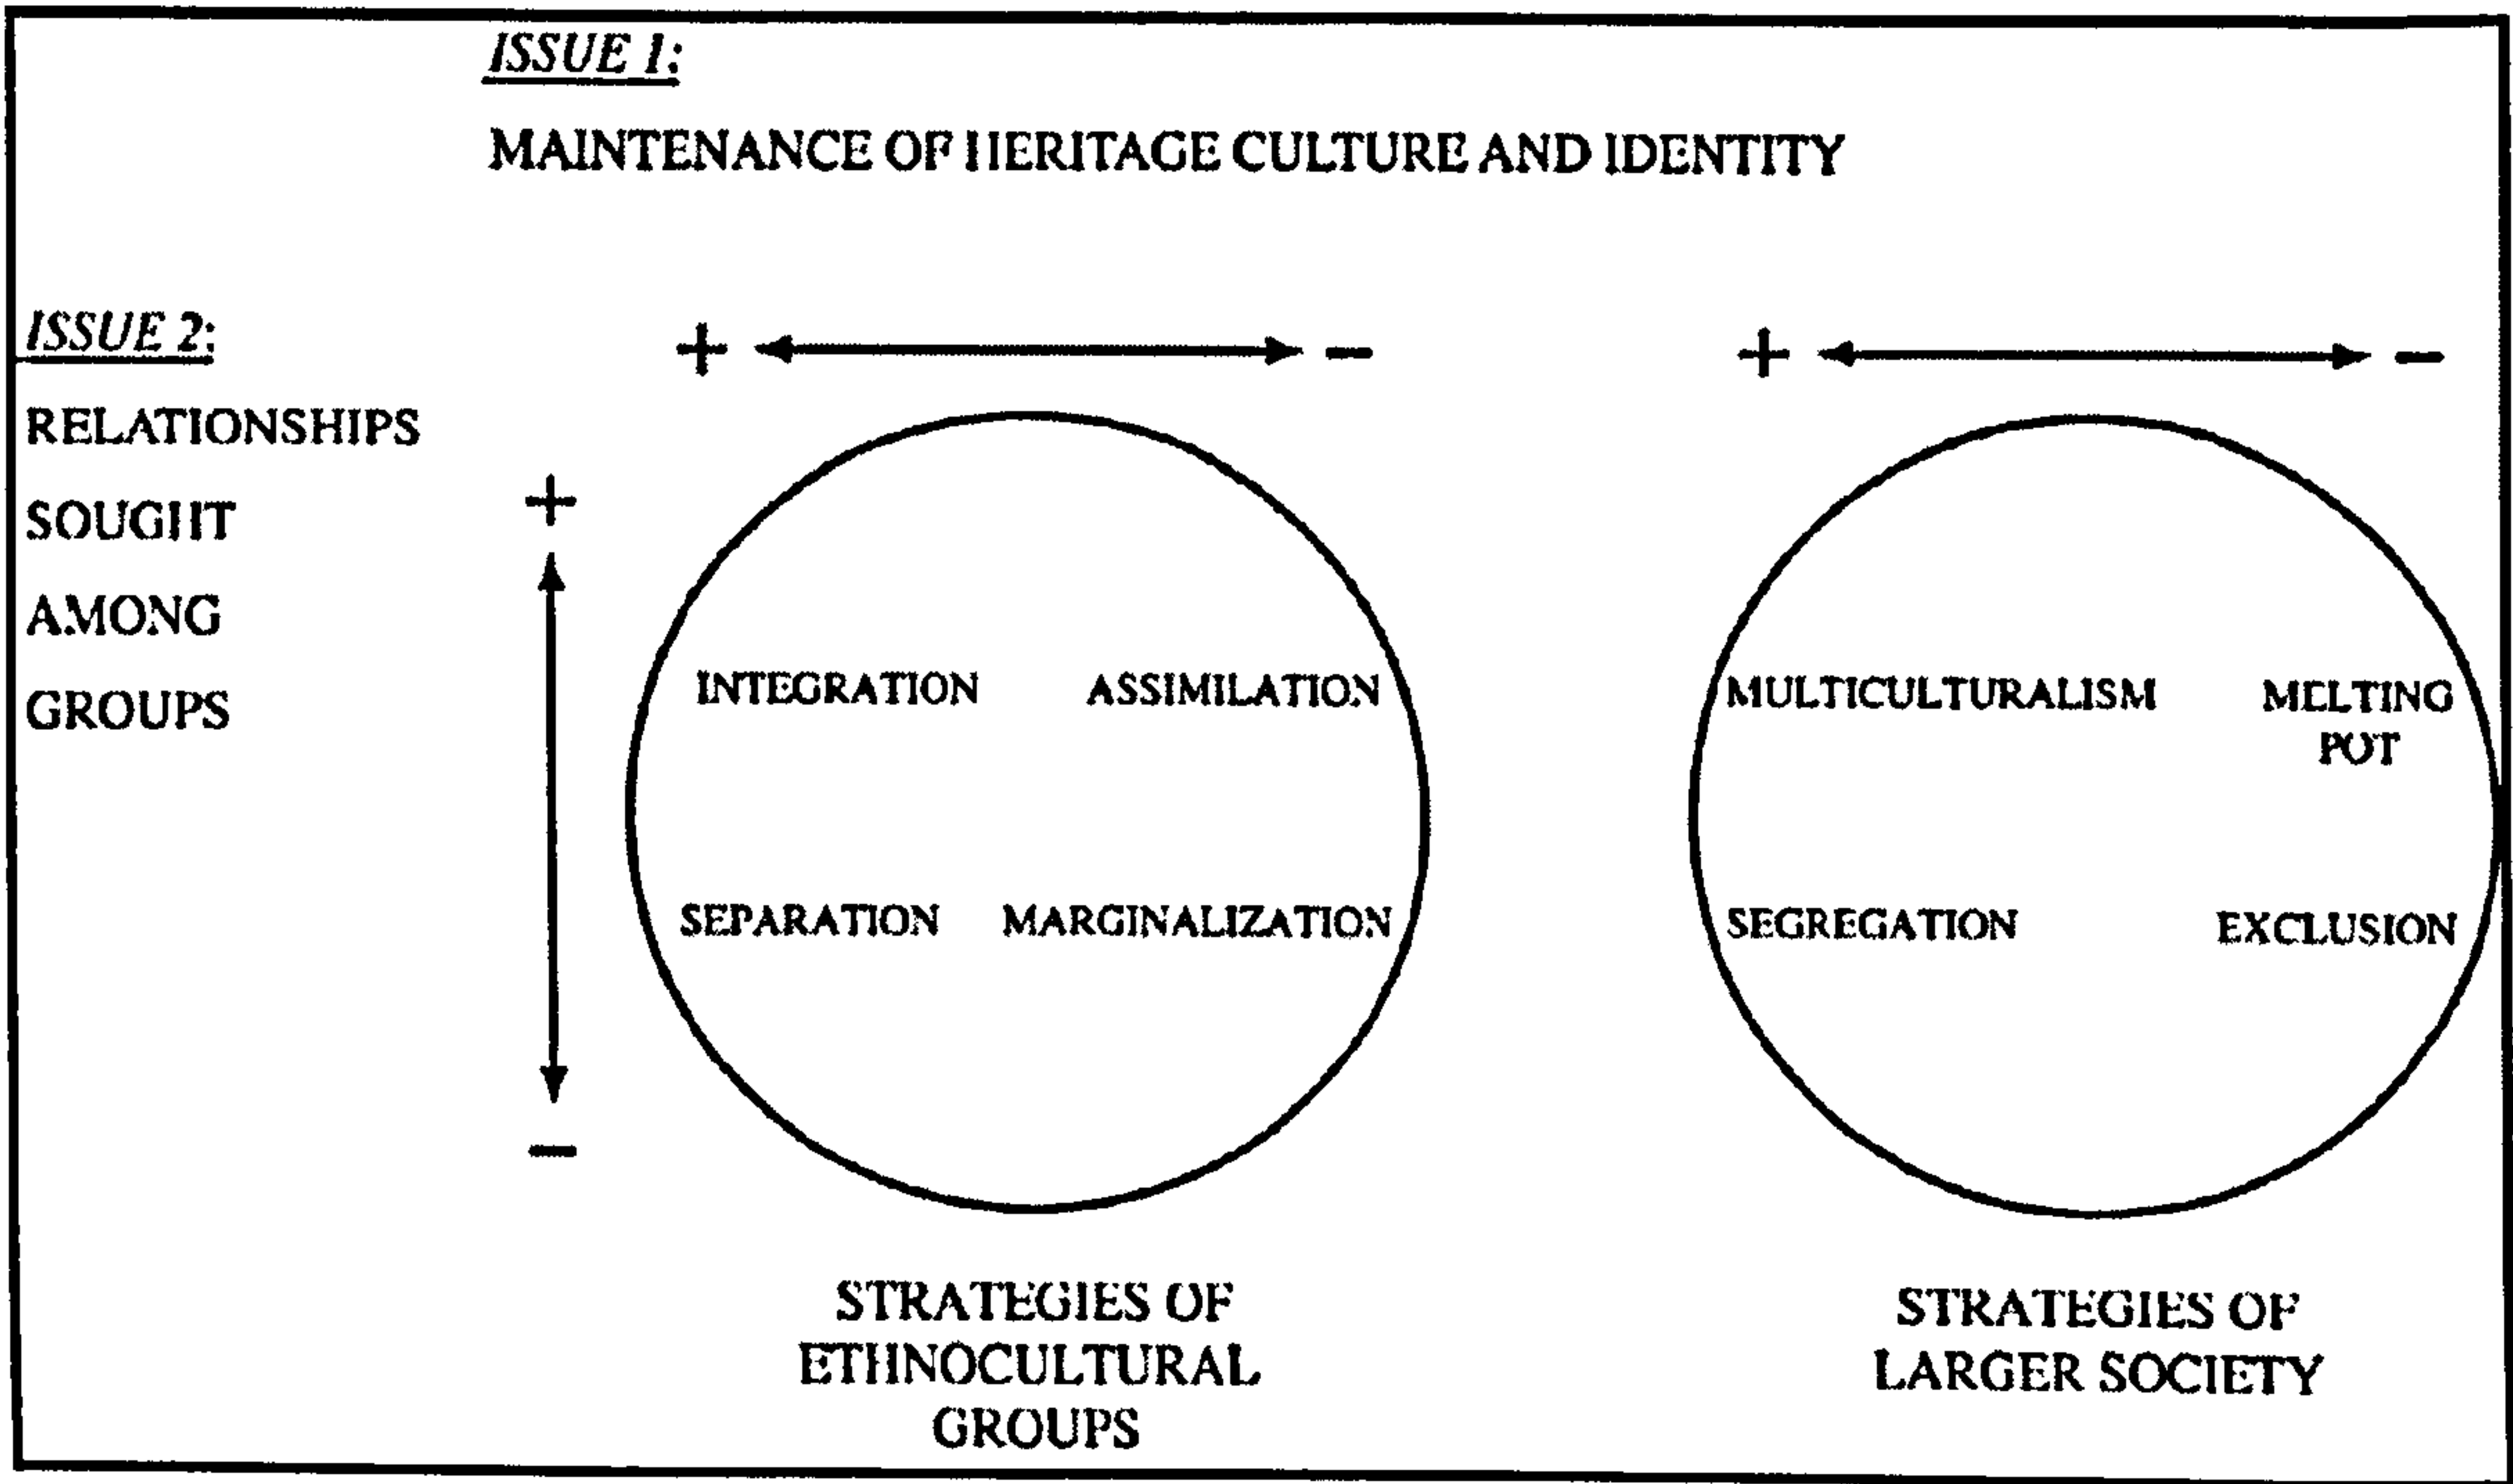 ISSUE 1:
MAINTENANCE OF HERITAGE CULTURE AND IDENTITY
ISSUE 2:
RELATIONSHIPS
SOUGHT
AMONG
GROUPS
+ −
+ −
+
−
INTEGRATION ASSIMILATION
SEPARATION MARGINALIZATION
MULTICULTURALISM MELTING
POT
SEGREGATION EXCLUSION
STRATEGIES OF
ETHNOCULTURAL
GROUPS
STRATEGIES OF
LARGER SOCIETY